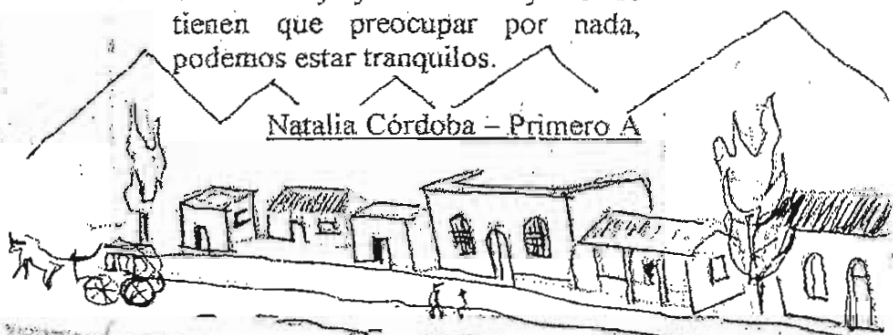 tienen que preocupar por nada,
podemos estar tranquilos.
Natalia Córdoba – Primero A